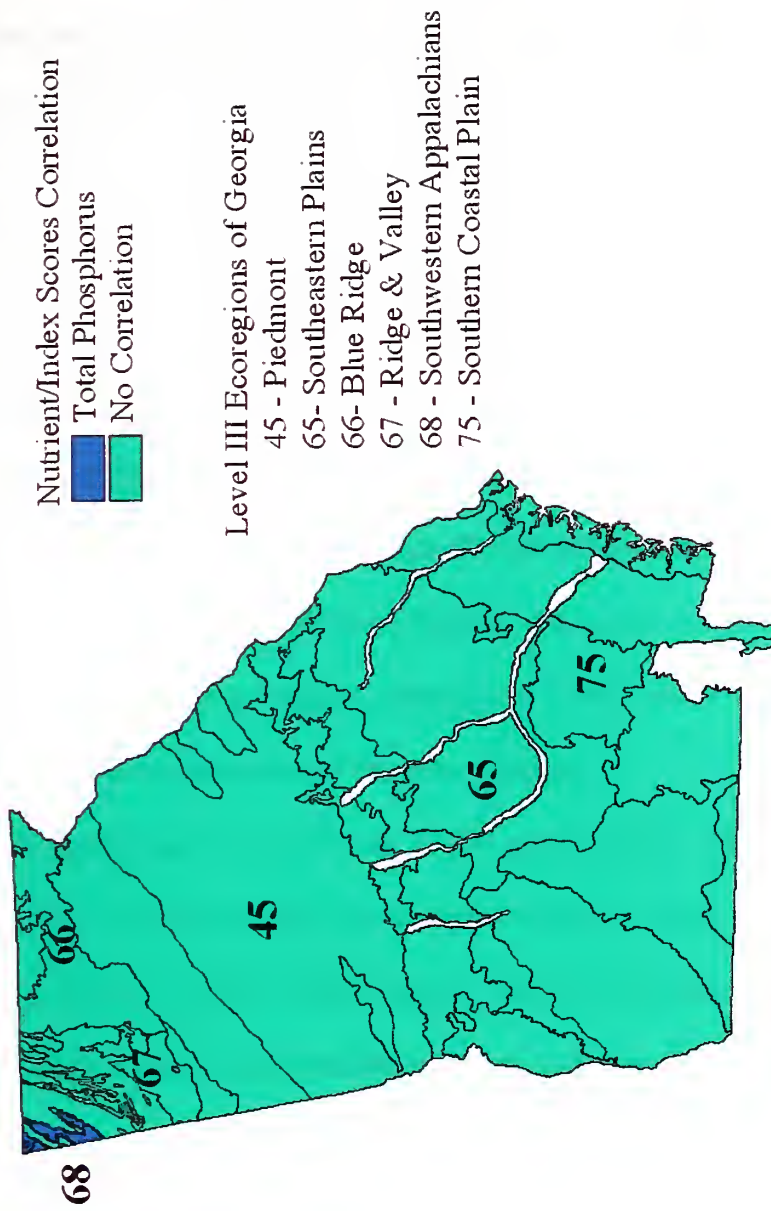 Nutrient/Index Scores Correlation
Total Phosphorus
No Correlation
Level III Ecoregions of Georgia
45 - Piedmont
65- Southeastern Plains
66- Blue Ridge
67 - Ridge & Valley
68 - Southwestern Appalachians
75 - Southern Coastal Plain
68
67
66
45
65
75